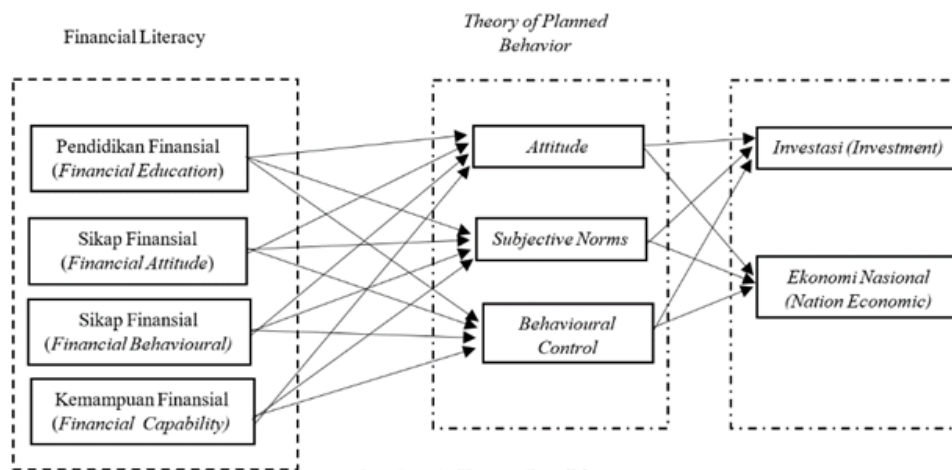 Financial Literacy
Theory of Planned
Behavior
Pendidikan Finansial
(Financial Education)
Sikap Finansial
(Financial Attitude)
Sikap Finansial
(Financial Behavioural)
Kemampuan Finansial
(Financial Capability)
Attitude
Subjective Norms
Behavioural
Control
Investasi (Investment)
Ekonomi Nasional
(Nation Economic)